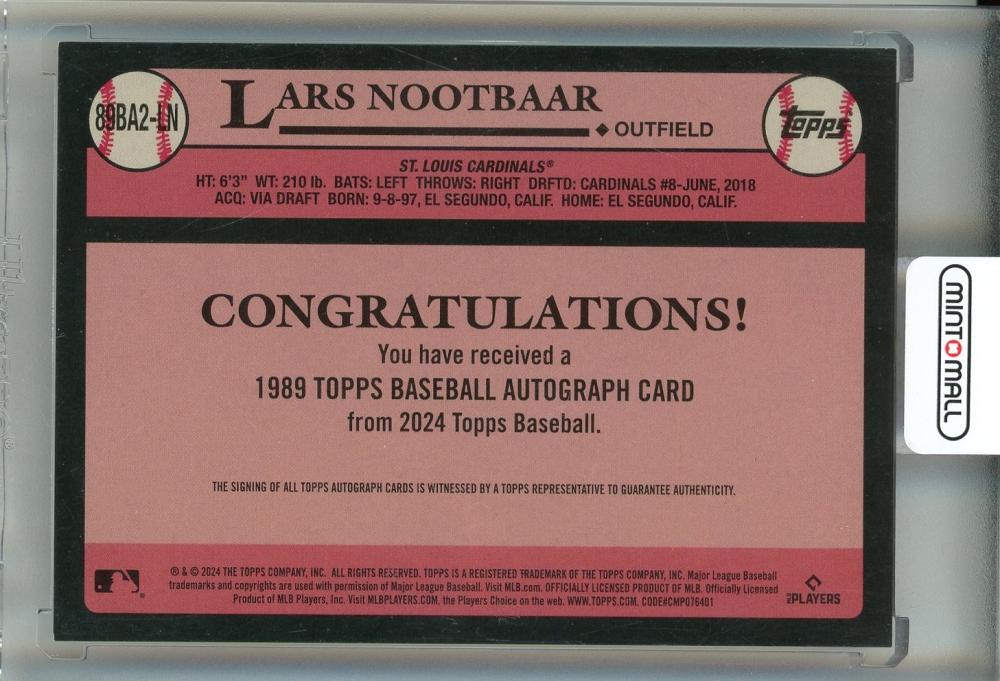 89BA2-LN
LARS NOOTBAAR
OUTFIELD
TOPPS
ST. LOUIS CARDINALS®
HT: 6'3" WT: 210 lb. BATS: LEFT THROWS: RIGHT DRFTD: CARDINALS #8-JUNE, 2018
ACQ: VIA DRAFT BORN: 9-8-97, EL SEGUNDO, CALIF. HOME: EL SEGUNDO, CALIF.
CONGRATULATIONS!
You have received a
1989 TOPPS BASEBALL AUTOGRAPH CARD
from 2024 Topps Baseball.
THE SIGNING OF ALL TOPPS AUTOGRAPH CARDS IS WITNESSED BY A TOPPS REPRESENTATIVE TO GUARANTEE AUTHENTICITY.
® & © 2024 THE TOPPS COMPANY, INC. ALL RIGHTS RESERVED. TOPPS IS A REGISTERED TRADEMARK OF THE TOPPS COMPANY, INC. Major League Baseball
trademarks and copyrights are used with permission of Major League Baseball. Visit MLB.com. OFFICIALLY LICENSED PRODUCT OF MLB. Officially Licensed
Product of MLB Players, Inc. Visit MLBPLAYERS.COM, the Players Choice on the web. WWW.TOPPS.COM. CODE#CMP076401
MLB PLAYERS
MINT MALL